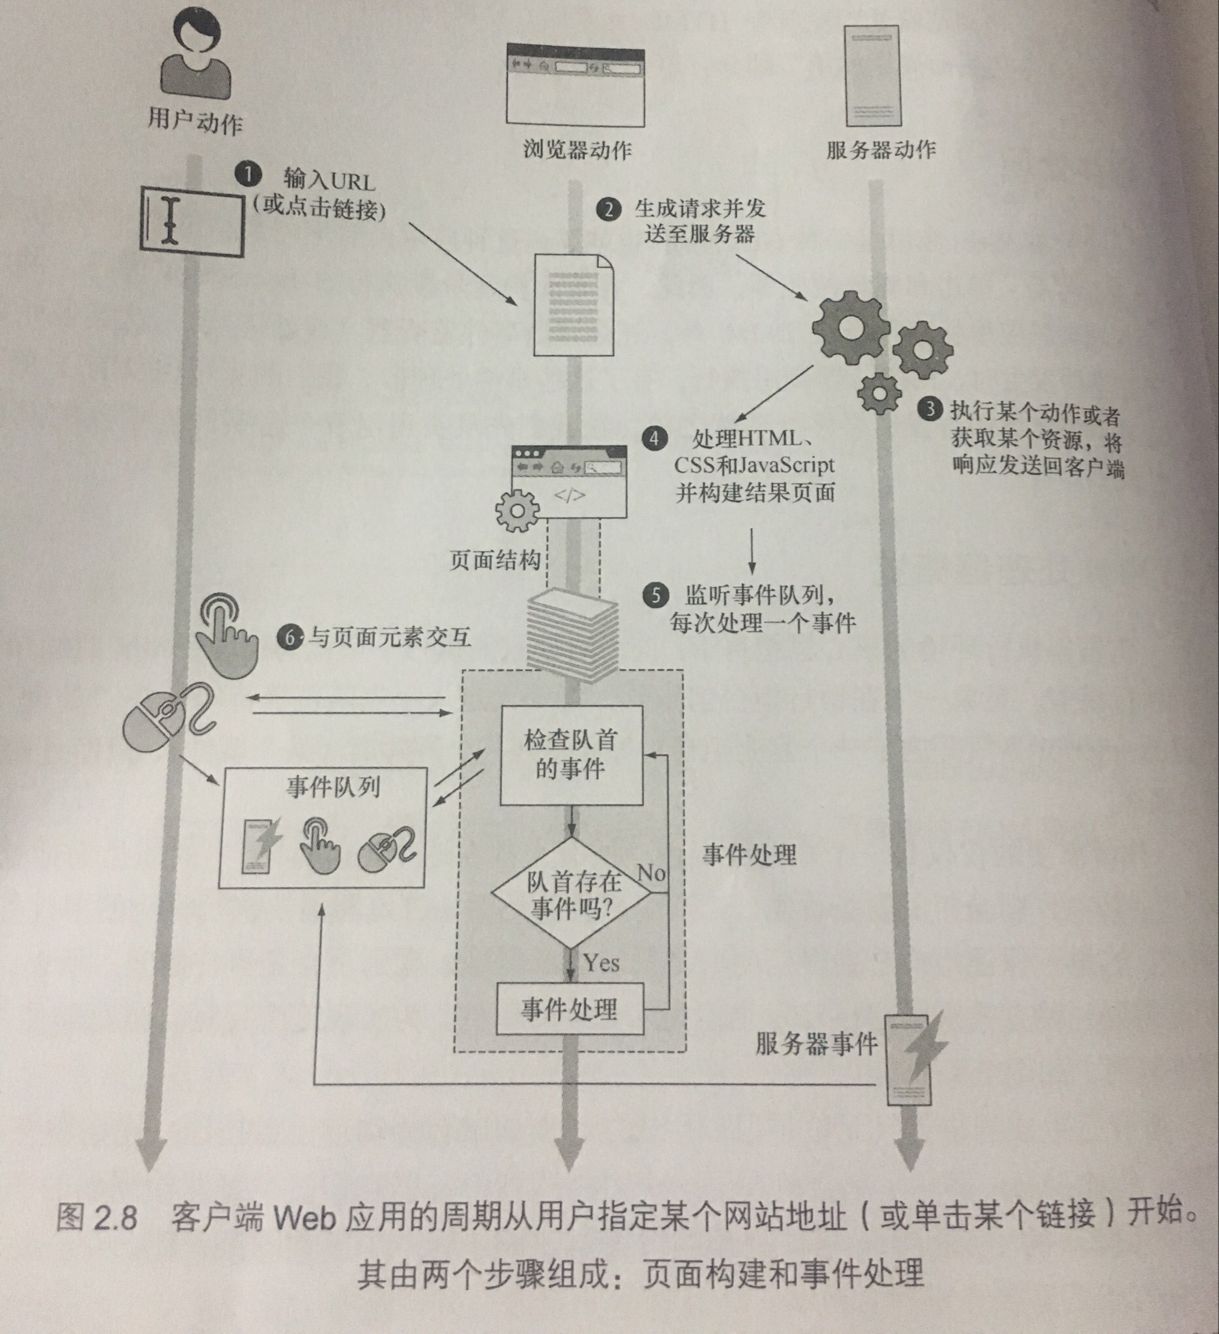 用户动作
浏览器动作
服务器动作
1 输入URL
(或点击链接)
2 生成请求并发
送至服务器
3 执行某个动作或者
获取某个资源，将
响应发送回客户端
4 处理HTML、
CSS和JavaScript
并构建结果页面
</>
页面结构
5 监听事件队列，
每次处理一个事件
6 与页面元素交互
检查队首
的事件
事件队列
事件处理
队首存在
事件吗？
No
Yes
事件处理
服务器事件
图 2.8 客户端 Web 应用的周期从用户指定某个网站地址（或单击某个链接）开始。
其由两个步骤组成：页面构建和事件处理